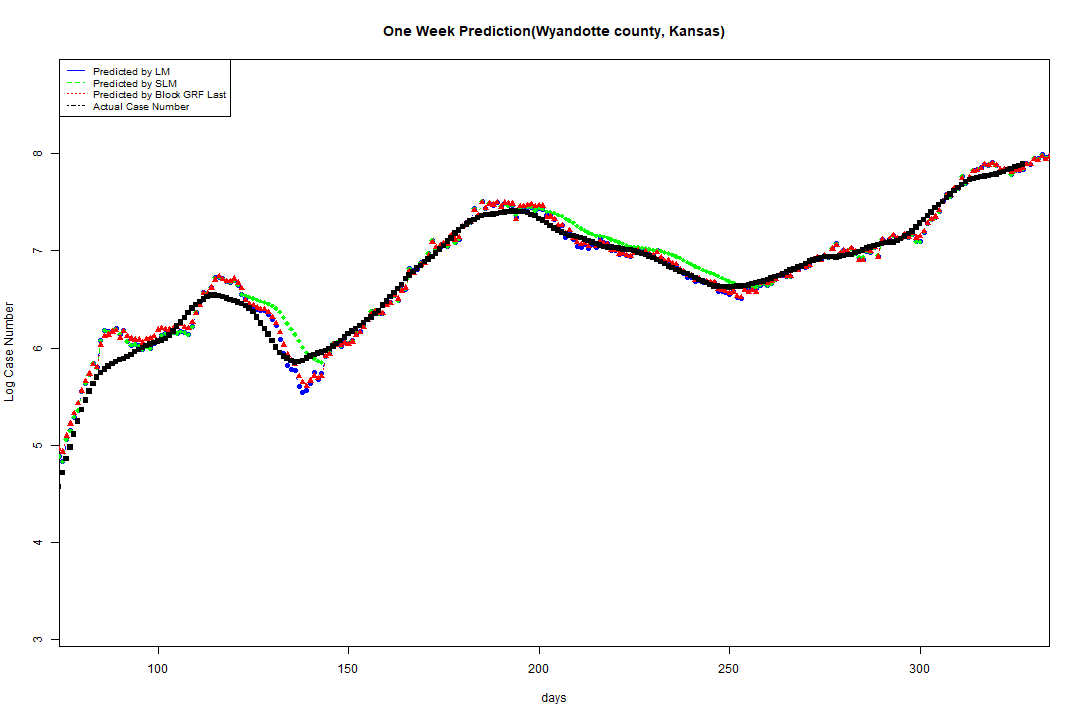 One Week Prediction(Wyandotte county, Kansas)
Predicted by LM
Predicted by SLM
Predicted by Block GRF Last
Actual Case Number
8
7
6
5
4
3
Log Case Number
100 150 200 250 300
days